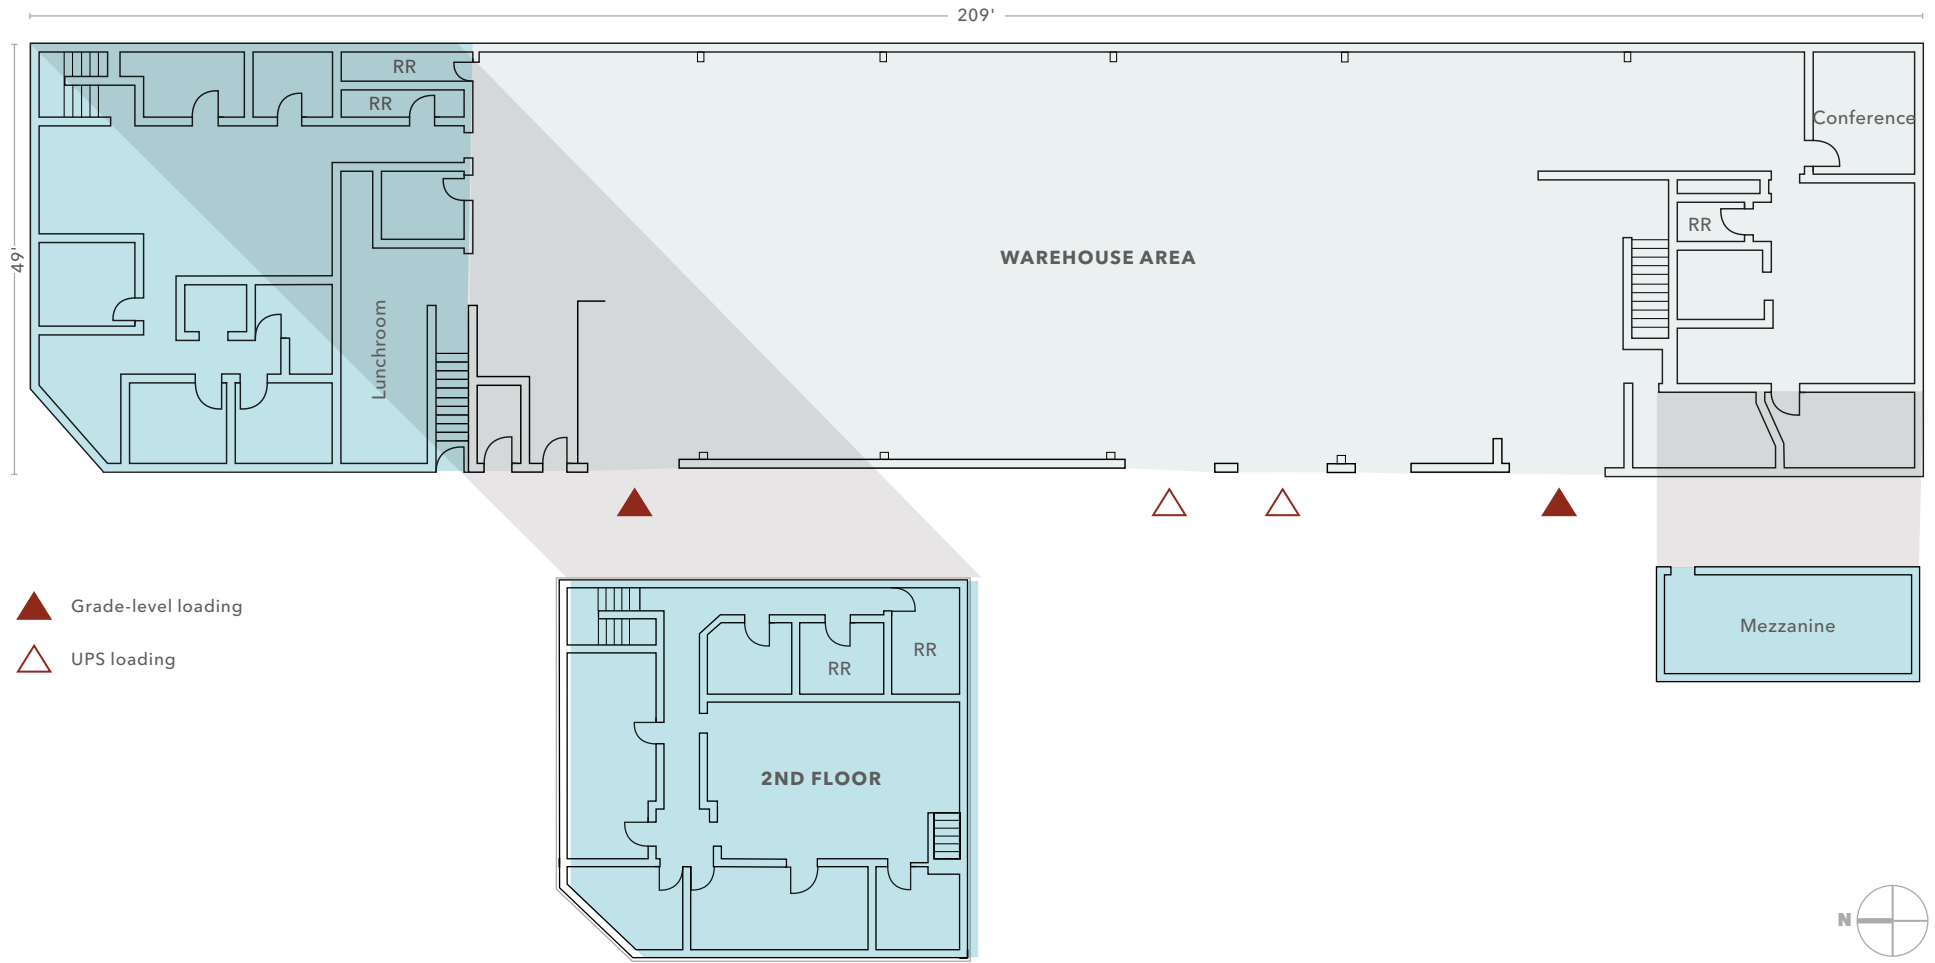 209'
49'
RR
RR
Conference
RR
WAREHOUSE AREA
Lunchroom
Grade-level loading
UPS loading
Mezzanine
RR
RR
2ND FLOOR
N